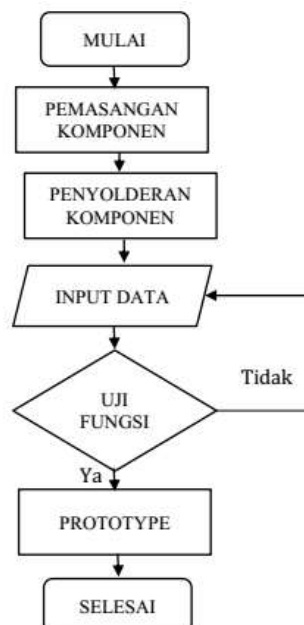 MULAI
PEMASANGAN
KOMPONEN
PENYOLDERAN
KOMPONEN
INPUT DATA
UJI
FUNGSI
Tidak
Ya
PROTOTYPE
SELESAI